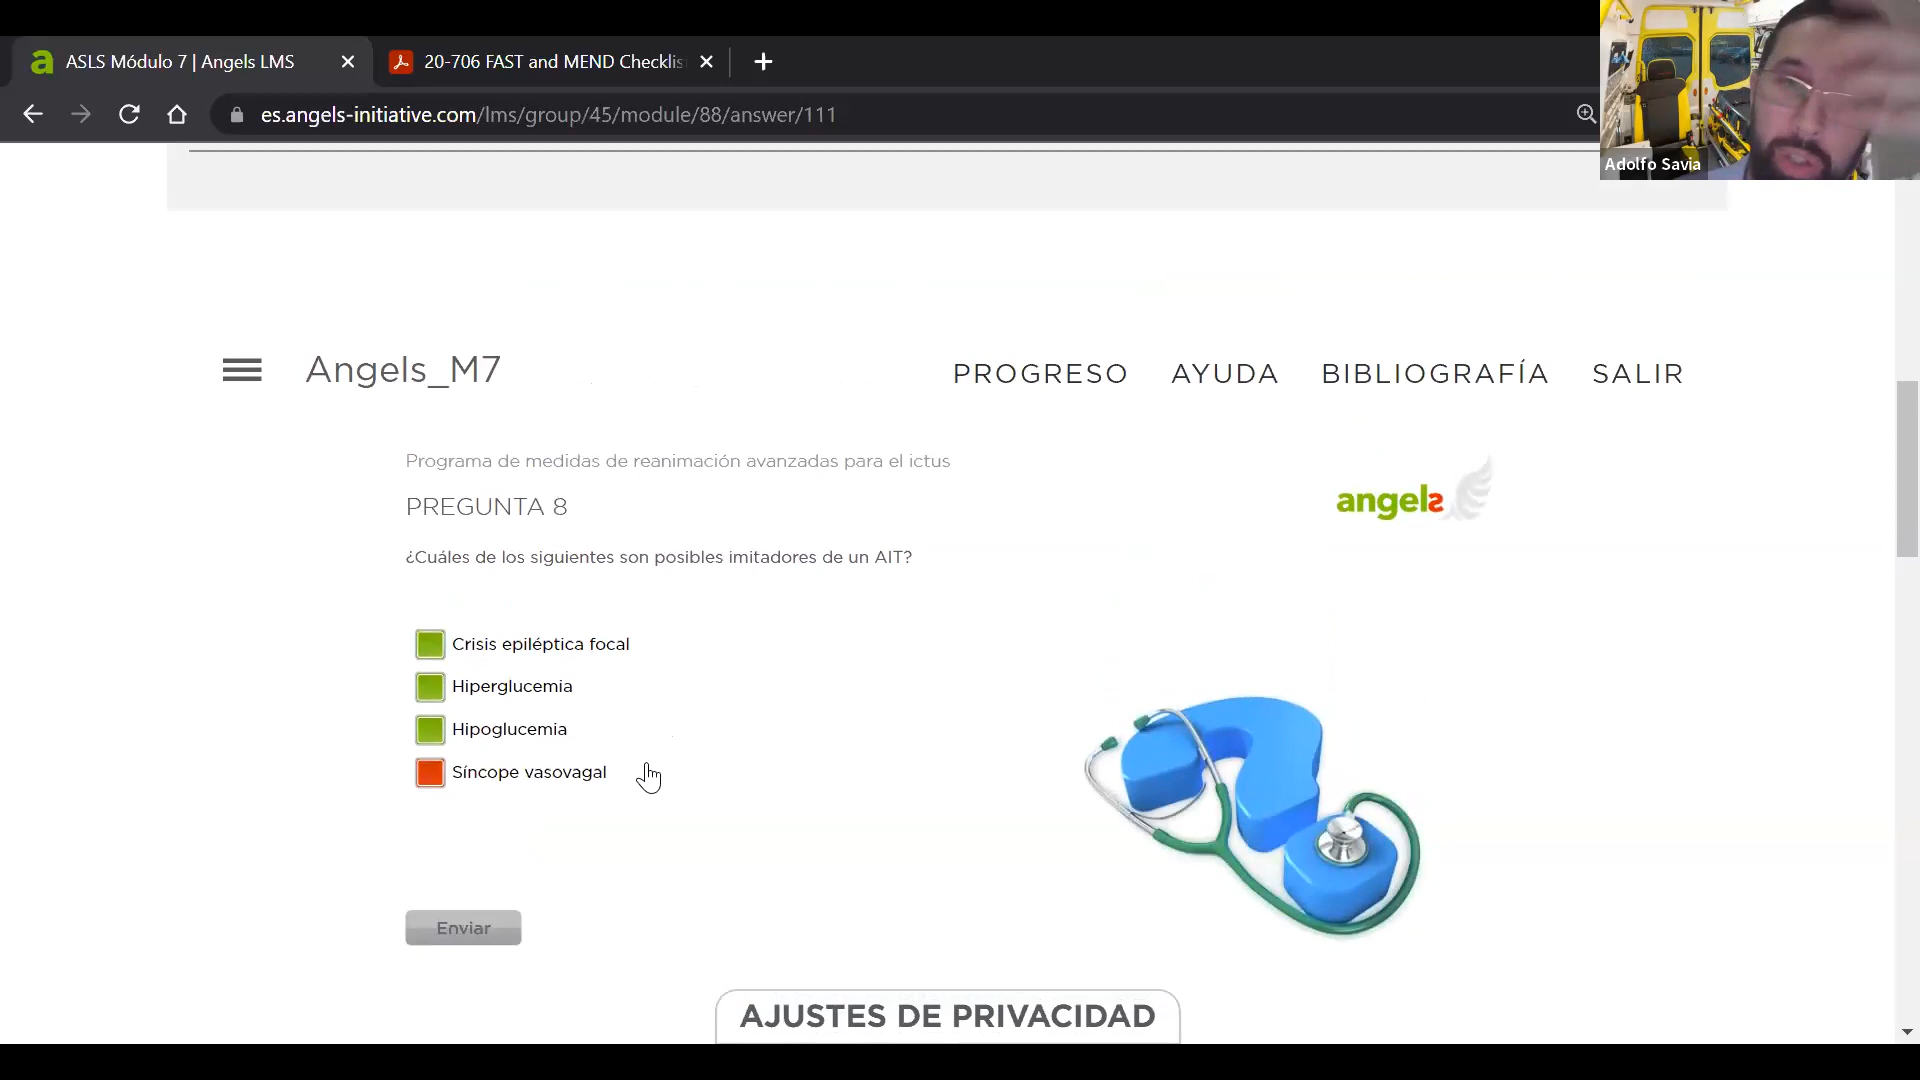 ASLS Módulo 7 | Angels LMS
20-706 FAST and MEND Checklis
es.angels-initiative.com/lms/group/45/module/88/answer/111
Adolfo Savia
Angels_M7
PROGRESO
AYUDA
BIBLIOGRAFÍA
SALIR
Programa de medidas de reanimación avanzadas para el ictus
angels
PREGUNTA 8
¿Cuáles de los siguientes son posibles imitadores de un AIT?
Crisis epiléptica focal
Hiperglucemia
Hipoglucemia
Síncope vasovagal
Enviar
AJUSTES DE PRIVACIDAD